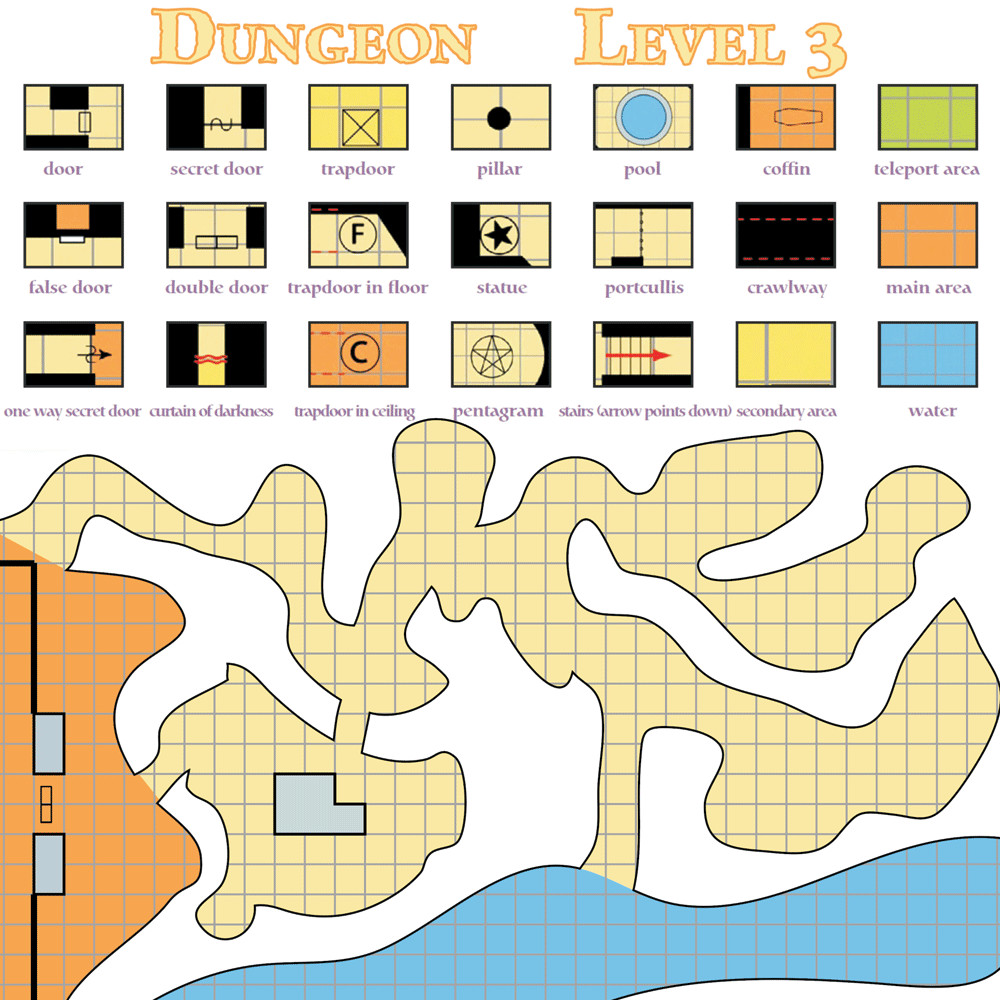 DUNGEON LEVEL 3
door secret door trapdoor pillar pool coffin teleport area
F
false door double door trapdoor in floor statue portcullis crawlway main area
C
one way secret door curtain of darkness trapdoor in ceiling pentagram stairs (arrow points down) secondary area water